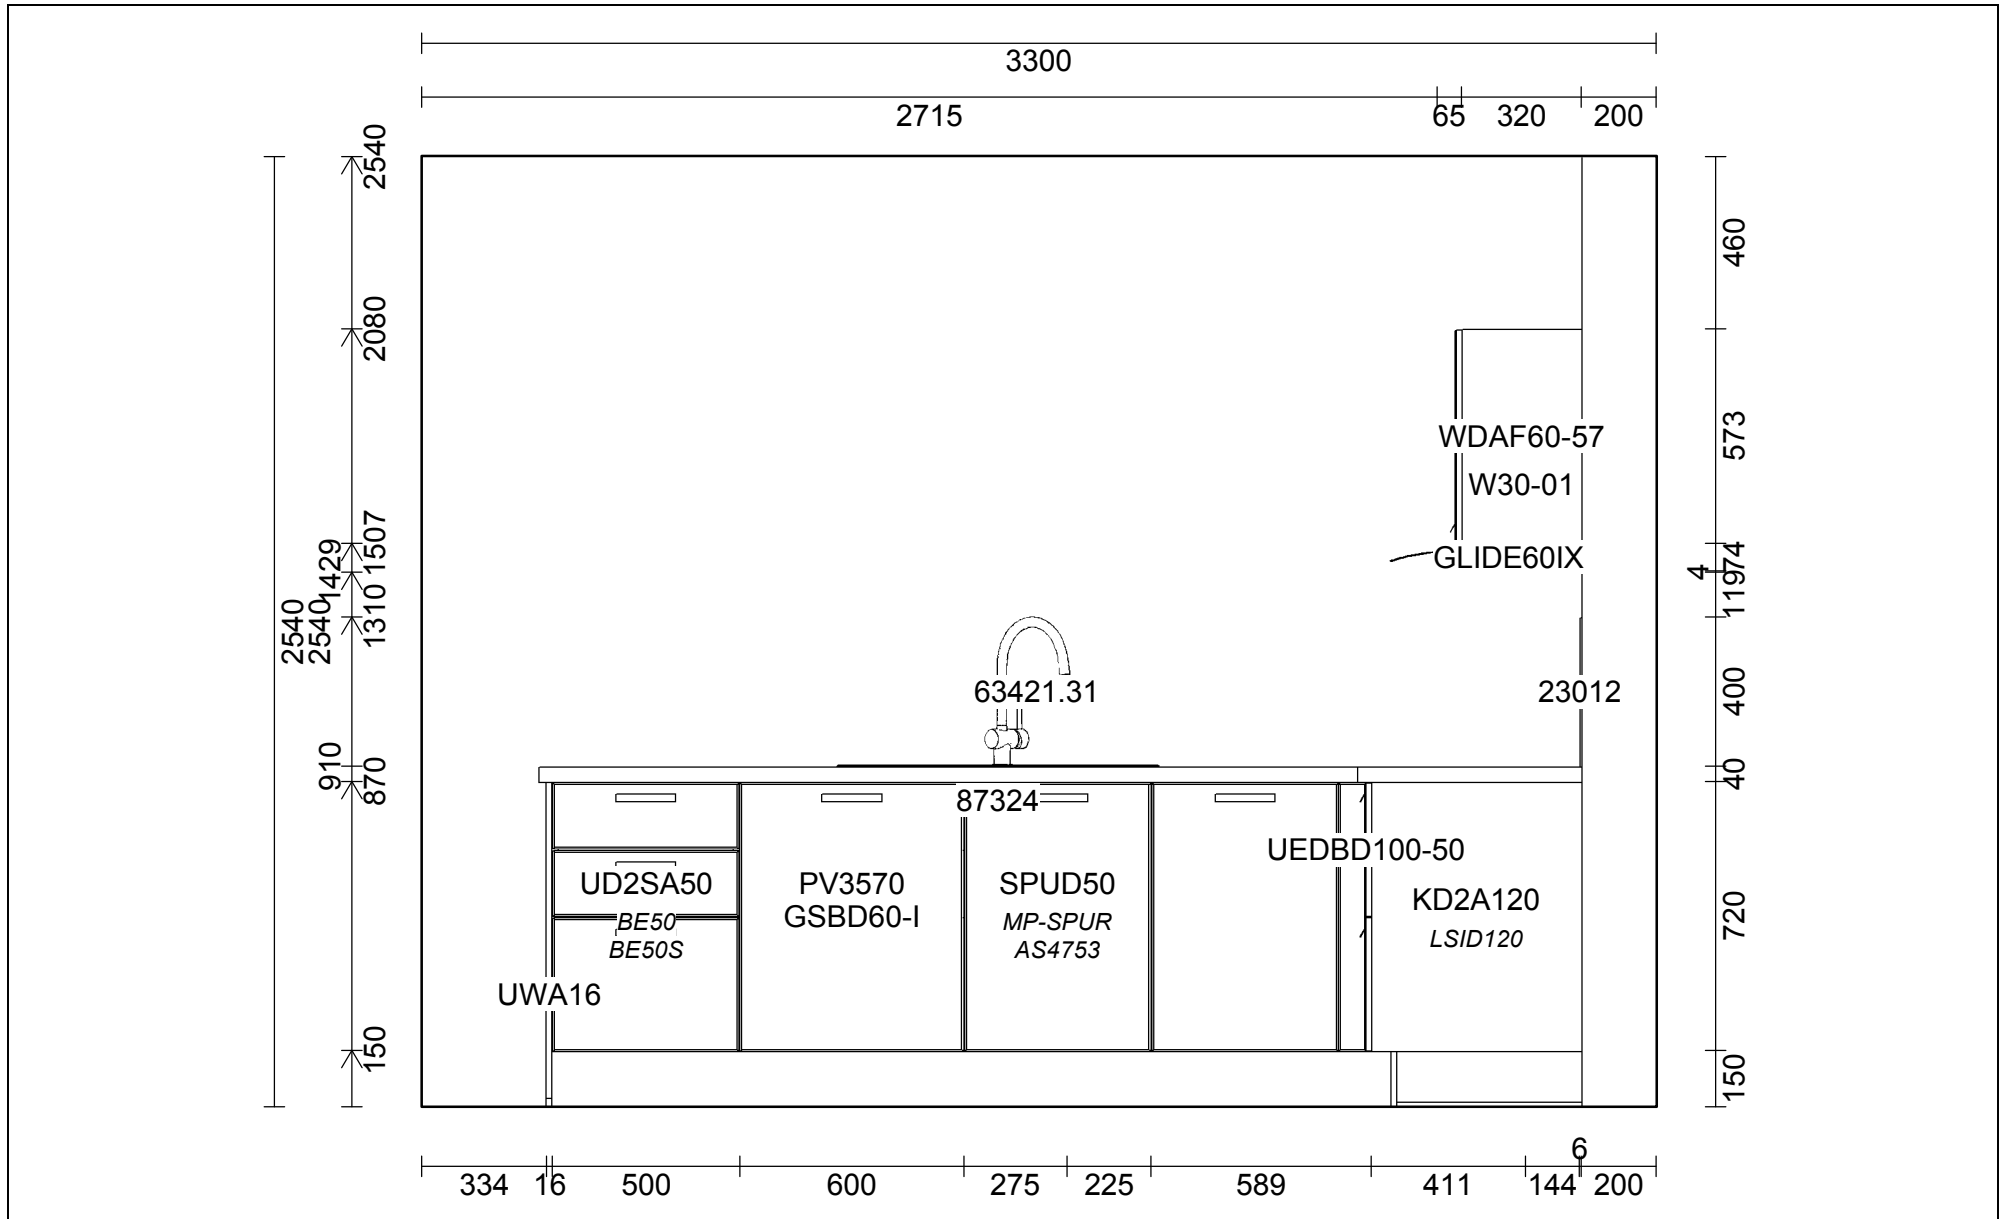 3300
2715 65 320 200
2540
2080
1507
1429
1310
2540
2540
910
870
150
460
573
74
4
119
400
40
720
150
WDAF60-57
W30-01
GLIDE60IX
63421.31
23012
87324
UEDBD100-50
UD2SA50
BE50
BE50S
PV3570
GSBD60-I
SPUD50
MP-SPUR
AS4753
KD2A120
LSID120
UWA16
6
334 16 500 600 275 225 589 411 144 200